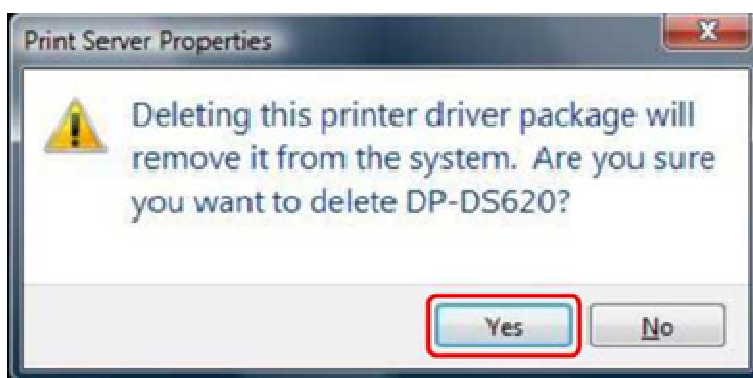 Print Server Properties
Deleting this printer driver package will
remove it from the system. Are you sure
you want to delete DP-DS620?
Yes
No